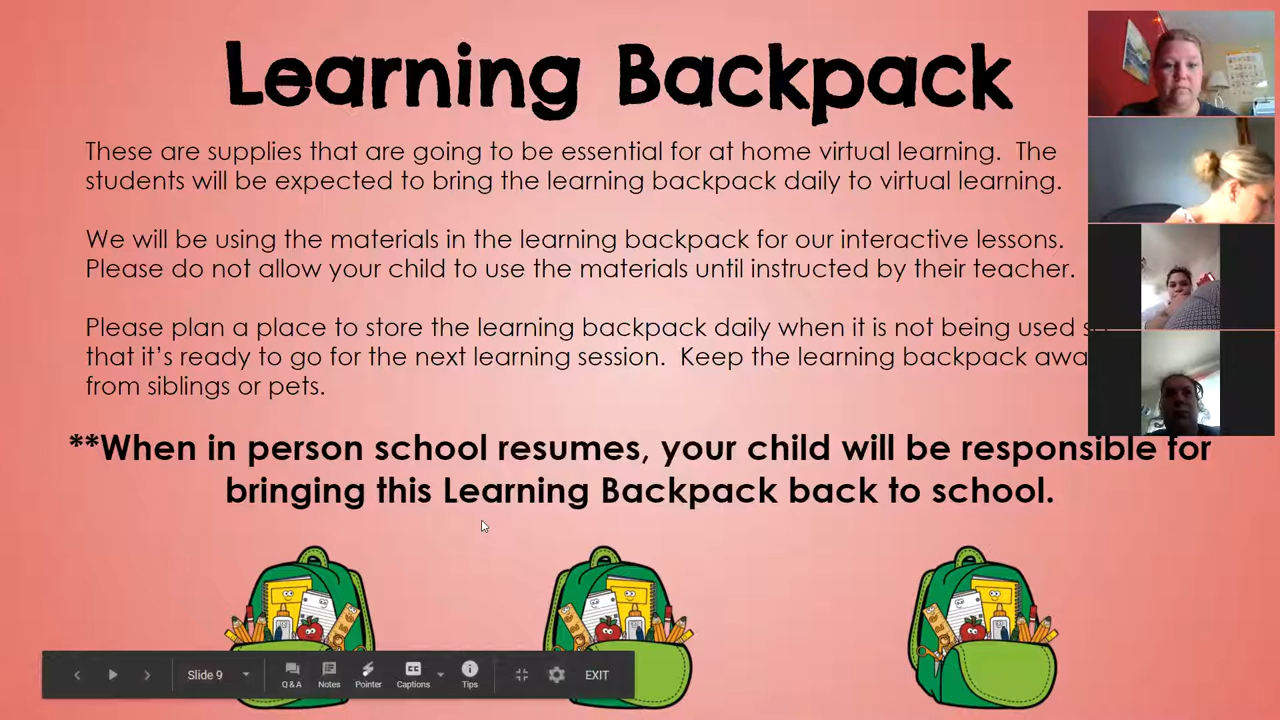 Learning Backpack
These are supplies that are going to be essential for at home virtual learning. The
students will be expected to bring the learning backpack daily to virtual learning.
We will be using the materials in the learning backpack for our interactive lessons.
Please do not allow your child to use the materials until instructed by their teacher.
Please plan a place to store the learning backpack daily when it is not being used
that it's ready to go for the next learning session. Keep the learning backpack
from siblings or pets.
**When in person school resumes, your child will be responsible for
bringing this Learning Backpack back to school.
Slide 9
Q & A
Notes
Pointer
CC
Captions
Tips
EXIT